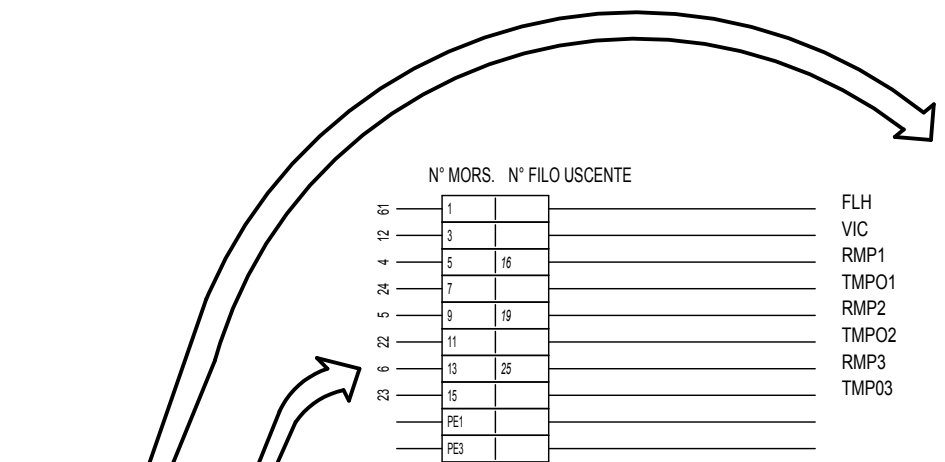 N° MORS. N° FILO USCENTE
61 1 FLH
12 3 VIC
4 5 16 RMP1
24 7 TMPO1
5 9 19 RMP2
22 11 TMPO2
6 13 25 RMP3
23 15 TMP03
PE1
PE3